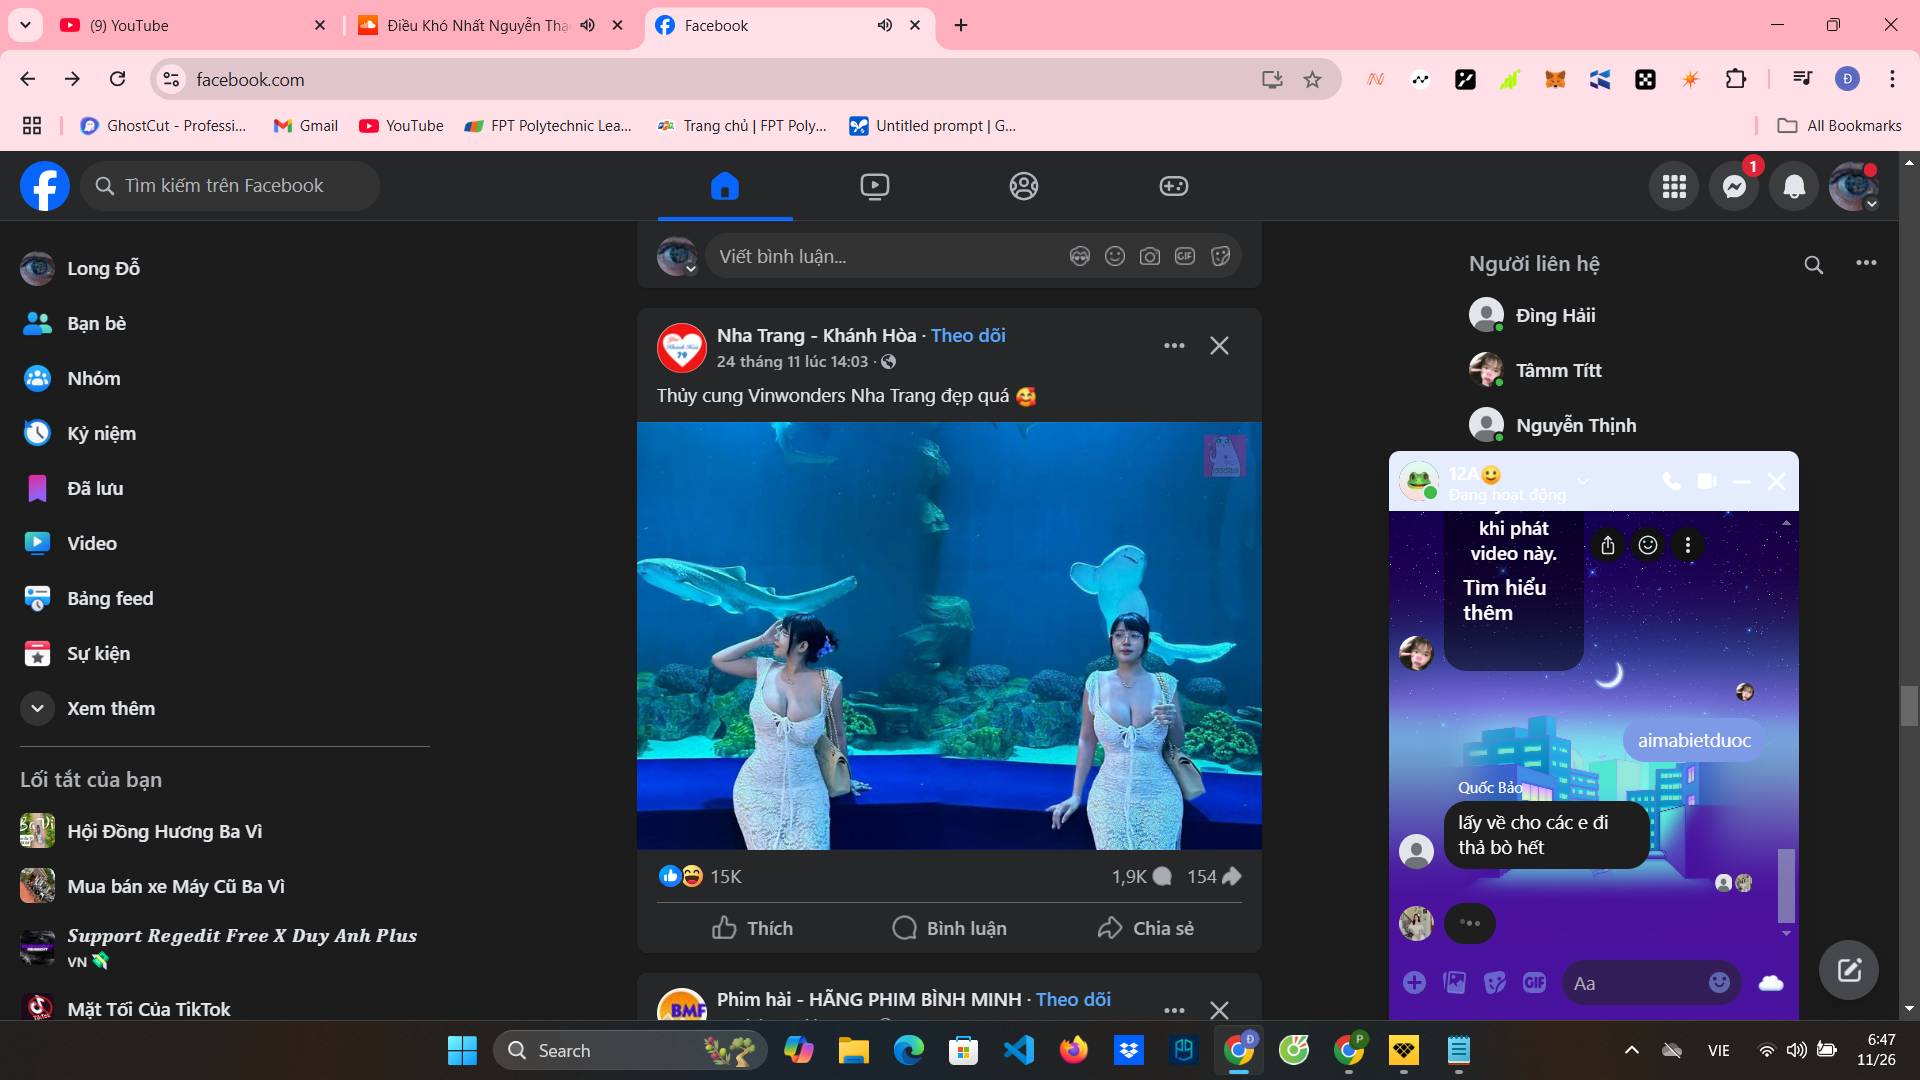 (9) YouTube
Điều Khó Nhất Nguyễn Thạ
Facebook
facebook.com
GhostCut - Professi...
Gmail
YouTube
FPT Polytechnic Lea...
Trang chủ | FPT Poly...
Untitled prompt | G...
All Bookmarks
Tìm kiếm trên Facebook
1
Long Đỗ
Bạn bè
Nhóm
Kỷ niệm
Đã lưu
Video
Bảng feed
Sự kiện
Xem thêm
Lối tắt của bạn
Hội Đồng Hương Ba Vì
Mua bán xe Máy Cũ Ba Vì
Support Regedit Free X Duy Anh Plus
VN 💸
Mặt Tối Của TikTok
Viết bình luận...
GIF
Nha Trang - Khánh Hòa · Theo dõi
24 tháng 11 lúc 14:03 ·
Thủy cung Vinwonders Nha Trang đẹp quá 🥰
15K
1,9K
154
Thích
Bình luận
Chia sẻ
BMF
Phim hài - HÃNG PHIM BÌNH MINH · Theo dõi
Người liên hệ
Đìng Hảii
Tâmm Títt
Nguyễn Thịnh
12A🙂
Đang hoạt động
khi phát
video này.
Tìm hiểu
thêm
aimabietduoc
Quốc Bảo
lấy về cho các e đi
thả bò hết
GIF
Aa
Search
VIE
6:47
11/26